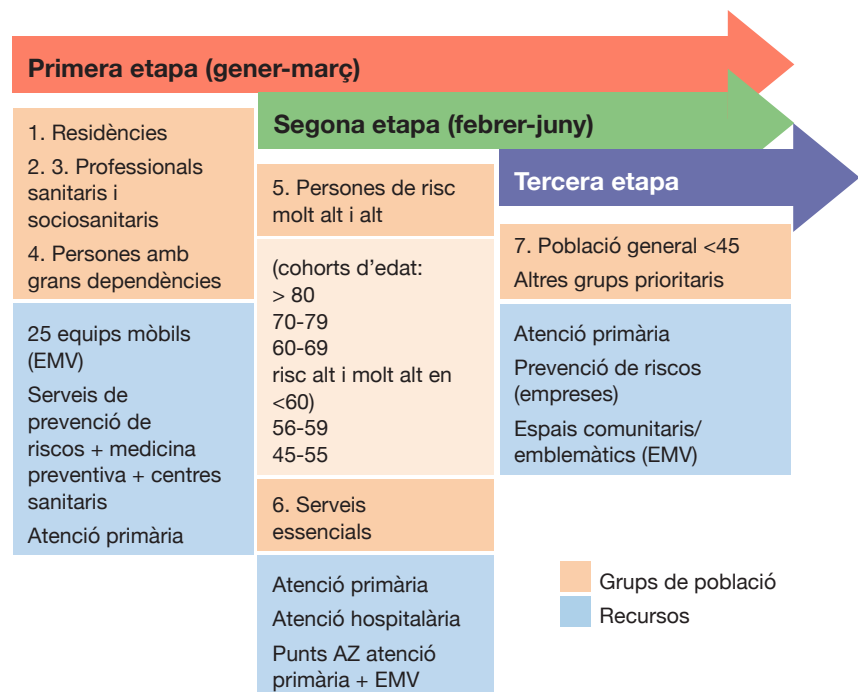 Primera etapa (gener-març)
Segona etapa (febrer-juny)
Tercera etapa
1. Residències
2. 3. Professionals
sanitaris i
sociosanitaris
4. Persones amb
grans dependències
25 equips mòbils
(EMV)
Serveis de
prevenció de
riscos + medicina
preventiva + centres
sanitaris
Atenció primària
5. Persones de risc
molt alt i alt
(cohorts d’edat:
> 80
70-79
60-69
risc alt i molt alt en
<60)
56-59
45-55
6. Serveis
essencials
Atenció primària
Atenció hospitalària
Punts AZ atenció
primària + EMV
7. Població general <45
Altres grups prioritaris
Atenció primària
Prevenció de riscos
(empreses)
Espais comunitaris/
emblemàtics (EMV)
Grups de població
Recursos